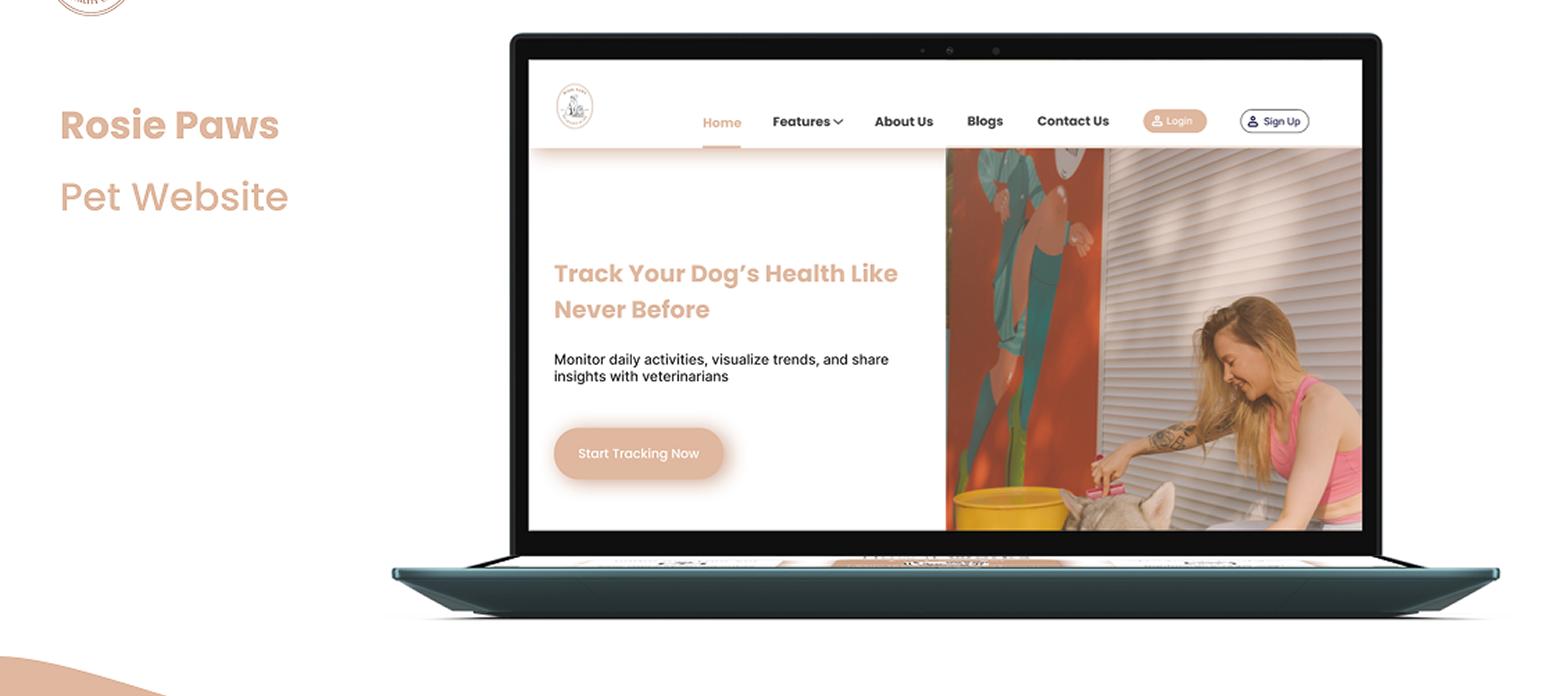 Rosie Paws
Pet Website
Home
Features
About Us
Blogs
Contact Us
Login
Sign Up
Track Your Dog’s Health Like
Never Before
Monitor daily activities, visualize trends, and share
insights with veterinarians
Start Tracking Now